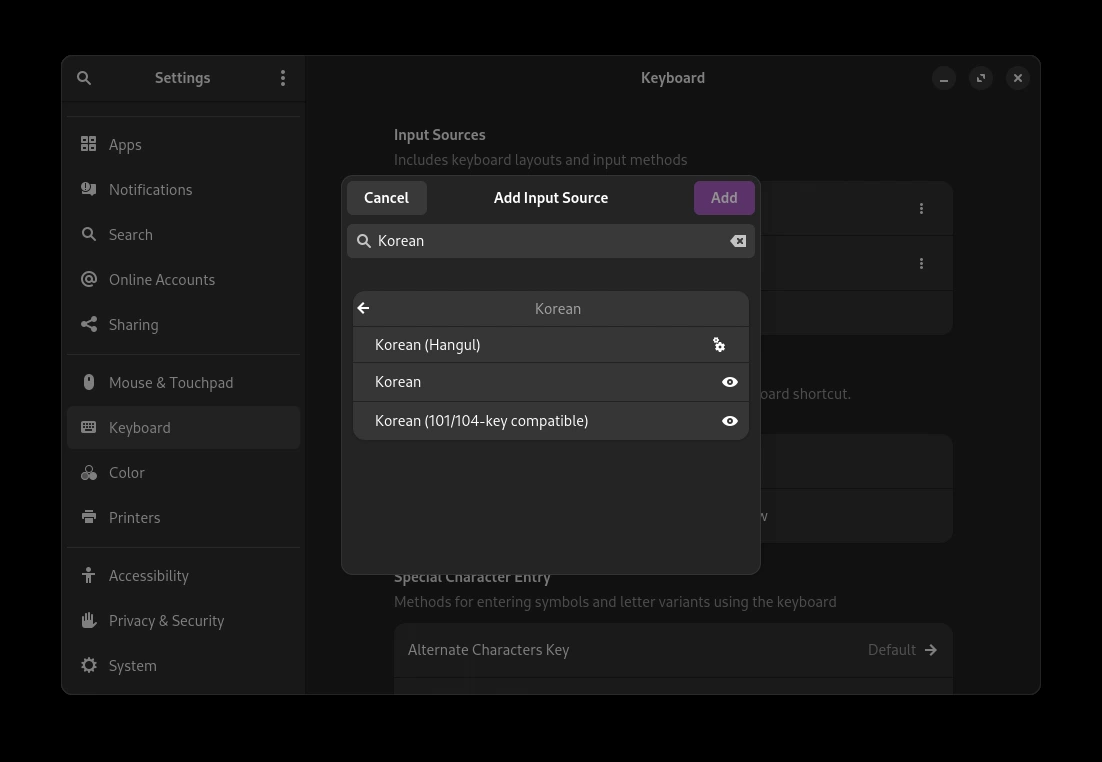 Settings
Keyboard
Apps
Notifications
Search
Online Accounts
Sharing
Mouse & Touchpad
Keyboard
Color
Printers
Accessibility
Privacy & Security
System
Input Sources
Includes keyboard layouts and input methods
Cancel
Add Input Source
Add
Korean
Korean
Korean (Hangul)
Korean
Korean (101/104-key compatible)
shortcut.
Special Character Entry
Methods for entering symbols and letter variants using the keyboard
Alternate Characters Key
Default